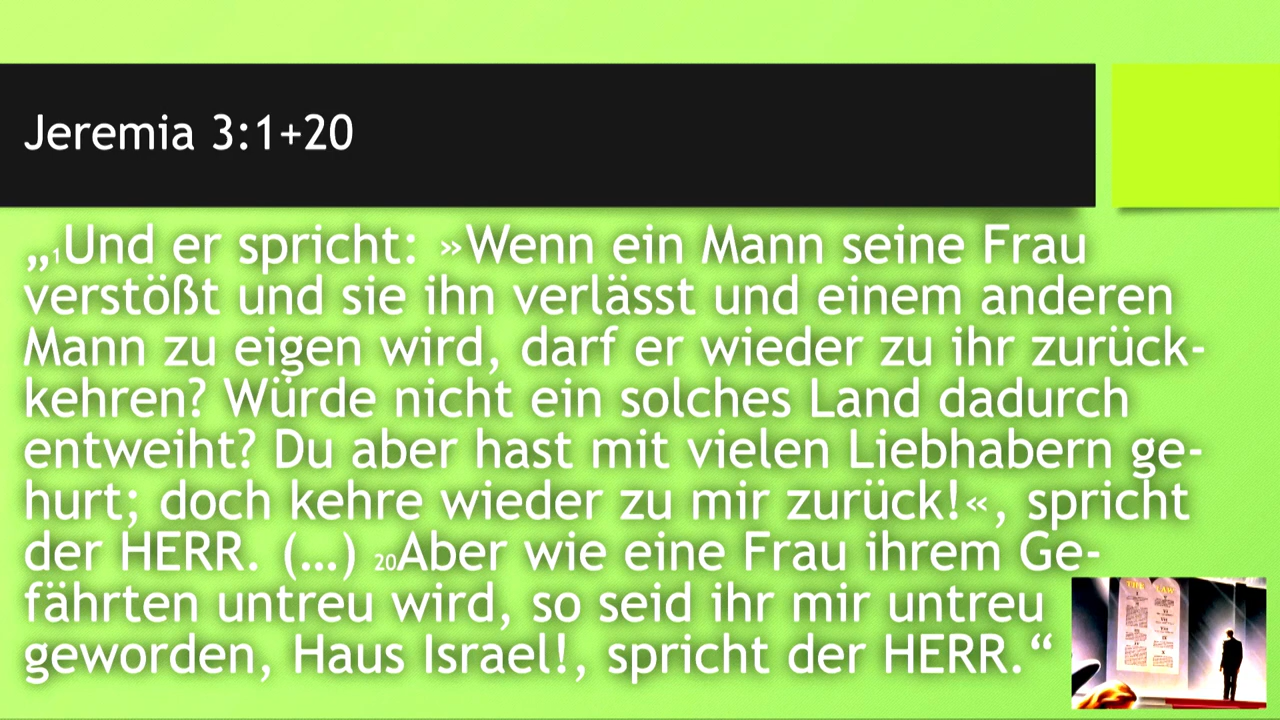 Jeremia 3:1+20
„1Und er spricht: »Wenn ein Mann seine Frau
verstößt und sie ihn verlässt und einem anderen
Mann zu eigen wird, darf er wieder zu ihr zurück-
kehren? Würde nicht ein solches Land dadurch
entweiht? Du aber hast mit vielen Liebhabern ge-
hurt; doch kehre wieder zu mir zurück!«, spricht
der HERR. (…) 20Aber wie eine Frau ihrem Ge-
fährten untreu wird, so seid ihr mir untreu
geworden, Haus Israel!, spricht der HERR.“
THE LAW